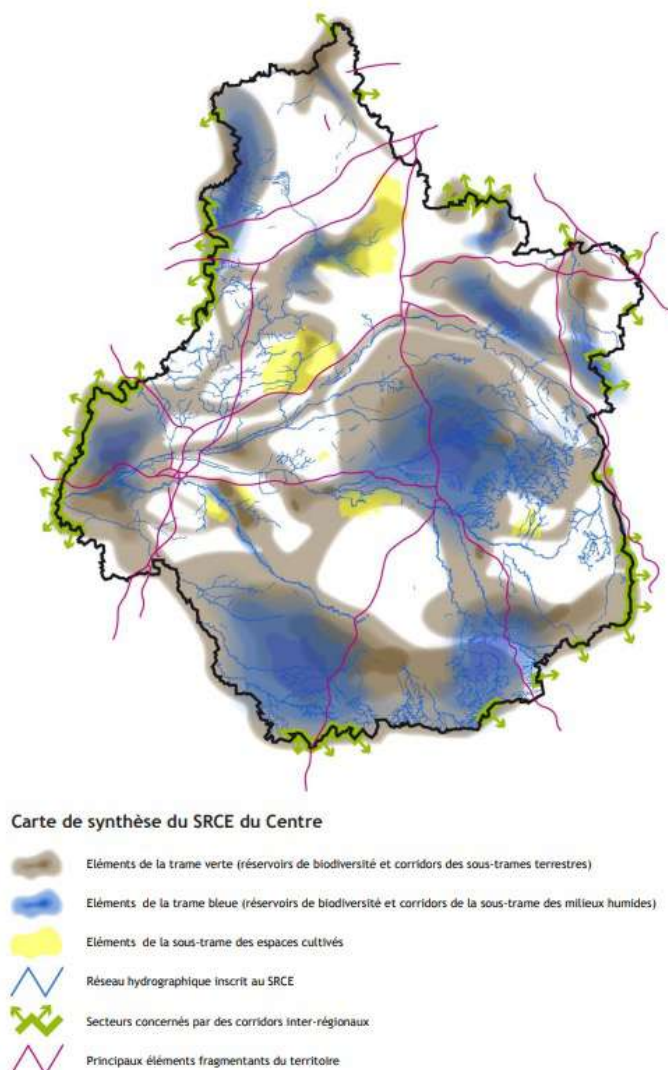 Carte de synthèse du SRCE du Centre
Eléments de la trame verte (réservoirs de biodiversité et corridors des sous-trames terrestres)
Eléments de la trame bleue (réservoirs de biodiversité et corridors de la sous-trame des milieux humides)
Eléments de la sous-trame des espaces cultivés
Réseau hydrographique inscrit au SRCE
Secteurs concernés par des corridors inter-régionaux
Principaux éléments fragmentants du territoire